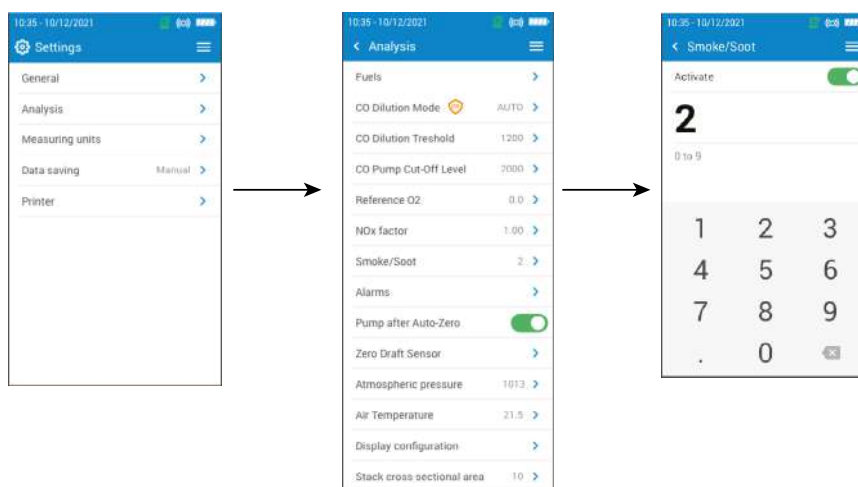 10:35 - 10/12/2021
Settings
General
Analysis
Measuring units
Data saving Manual
Printer
10:35 - 10/12/2021
Analysis
Fuels
CO Dilution Mode AUTO
CO Dilution Treshold 1200
CO Pump Cut-Off Level 2000
Reference O2 0.0
NOx factor 1.00
Smoke/Soot 2
Alarms
Pump after Auto-Zero
Zero Draft Sensor
Atmospheric pressure 1013
Air Temperature 21.5
Display configuration
Stack cross sectional area 10
10:35 - 10/12/2021
Smoke/Soot
Activate
2
0 to 9
1 2 3
4 5 6
7 8 9
. 0